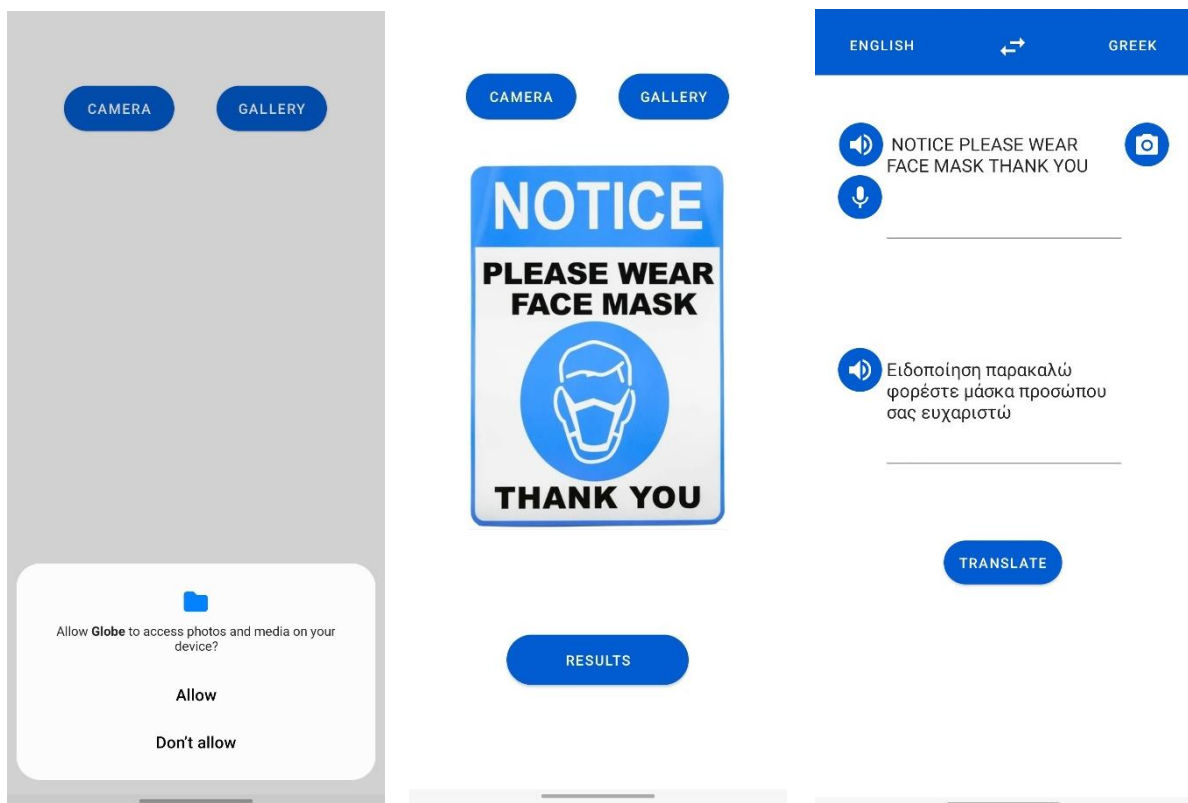 CAMERA
GALLERY
Allow Globe to access photos and media on your
device?
Allow
Don't allow
CAMERA
GALLERY
NOTICE
PLEASE WEAR
FACE MASK
THANK YOU
RESULTS
ENGLISH
GREEK
NOTICE PLEASE WEAR
FACE MASK THANK YOU
Ειδοποίηση παρακαλώ
φορέστε μάσκα προσώπου
σας ευχαριστώ
TRANSLATE